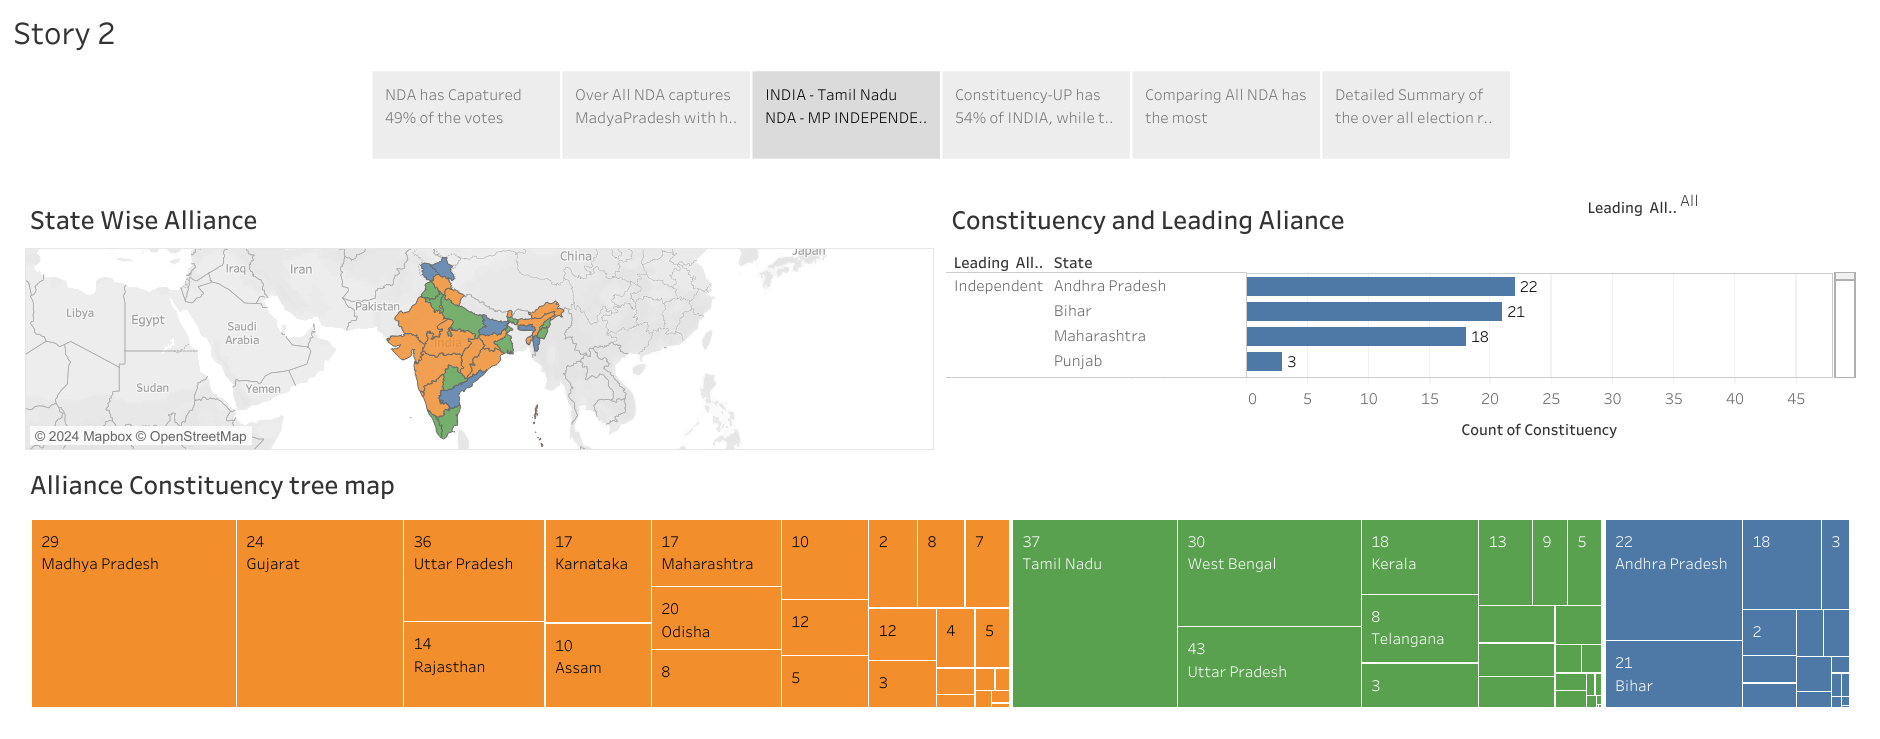 Story 2
NDA has Capatured
49% of the votes
Over All NDA captures
MadyaPradesh with h..
INDIA - Tamil Nadu
NDA - MP INDEPENDE..
Constituency-UP has
54% of INDIA, while t..
Comparing All NDA has
the most
Detailed Summary of
the over all election r..
State Wise Alliance
Iraq
Iran
China
Japan
Pakistan
Libya
Egypt
Saudi
Arabia
India
Sudan
Yemen
© 2024 Mapbox © OpenStreetMap
Constituency and Leading Aliance
Leading All.. All
Leading All.. State
Independent Andhra Pradesh 22
Bihar 21
Maharashtra 18
Punjab 3
0 5 10 15 20 25 30 35 40 45
Count of Constituency
Alliance Constituency tree map
29
Madhya Pradesh
24
Gujarat
36
Uttar Pradesh
14
Rajasthan
17
Karnataka
10
Assam
17
Maharashtra
20
Odisha
8
10
12
5
2
8
7
12
4
5
3
37
Tamil Nadu
30
West Bengal
43
Uttar Pradesh
18
Kerala
8
Telangana
3
13
9
5
22
Andhra Pradesh
21
Bihar
18
3
2